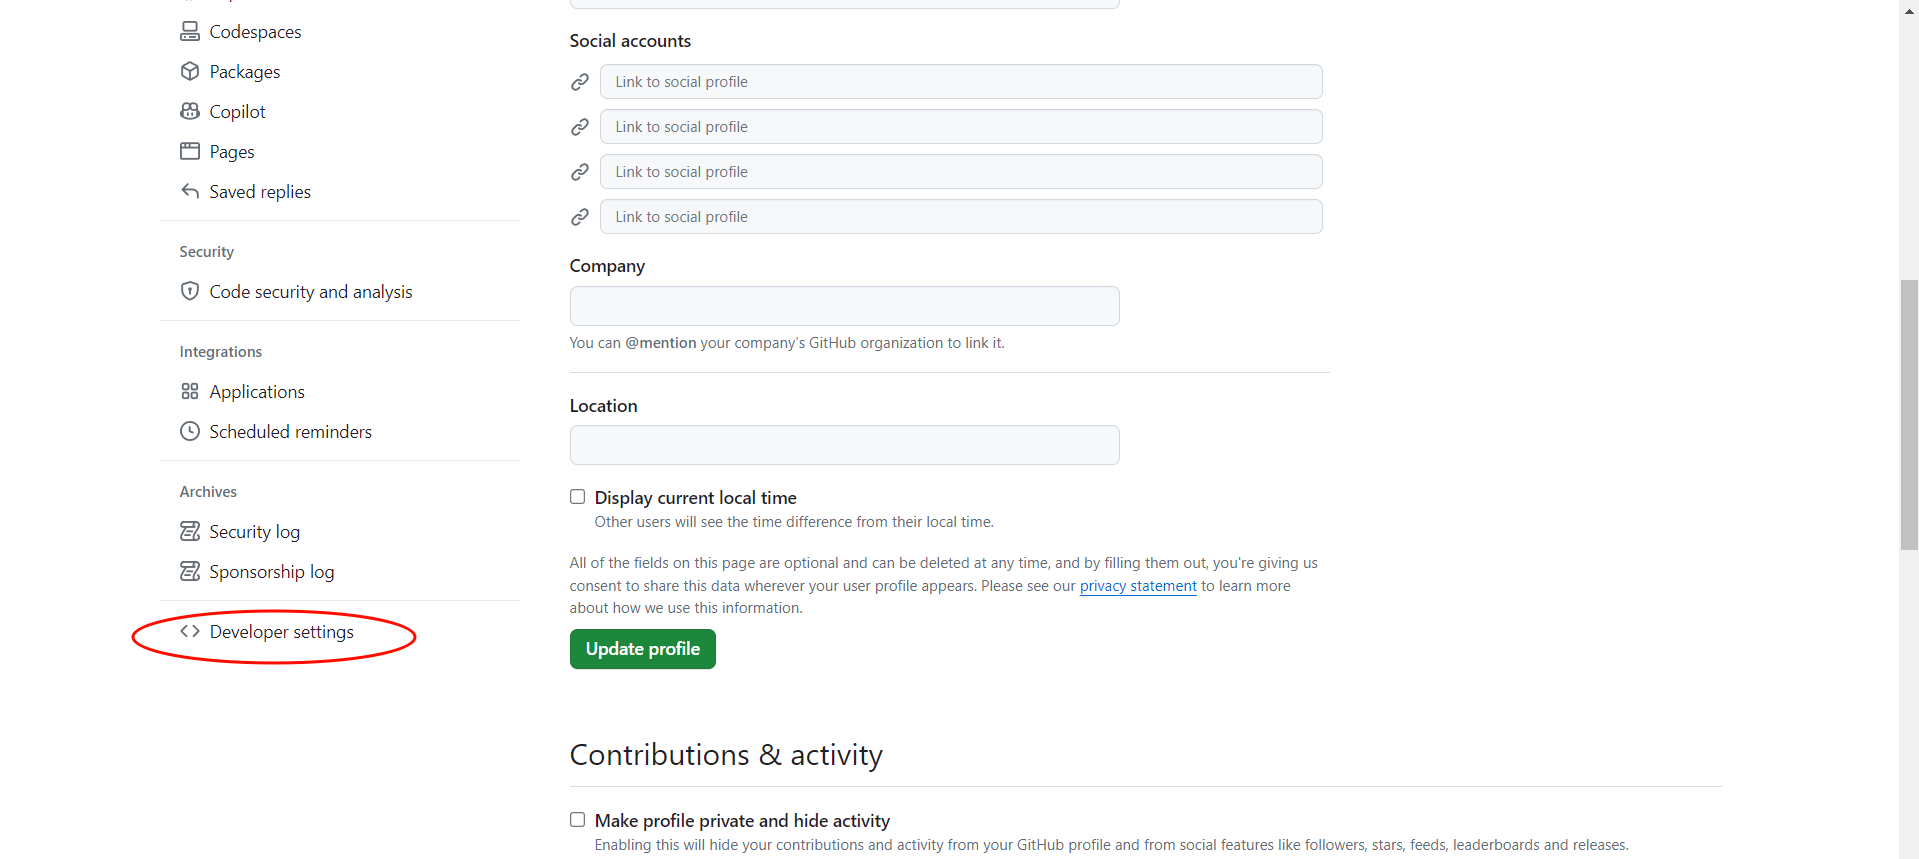 Codespaces
Packages
Copilot
Pages
Saved replies
Security
Code security and analysis
Integrations
Applications
Scheduled reminders
Archives
Security log
Sponsorship log
Developer settings
Social accounts
Link to social profile
Link to social profile
Link to social profile
Link to social profile
Company
You can @mention your company's GitHub organization to link it.
Location
Display current local time
Other users will see the time difference from their local time.
All of the fields on this page are optional and can be deleted at any time, and by filling them out, you're giving us
consent to share this data wherever your user profile appears. Please see our privacy statement to learn more
about how we use this information.
Update profile
Contributions & activity
Make profile private and hide activity
Enabling this will hide your contributions and activity from your GitHub profile and from social features like followers, stars, feeds, leaderboards and releases.